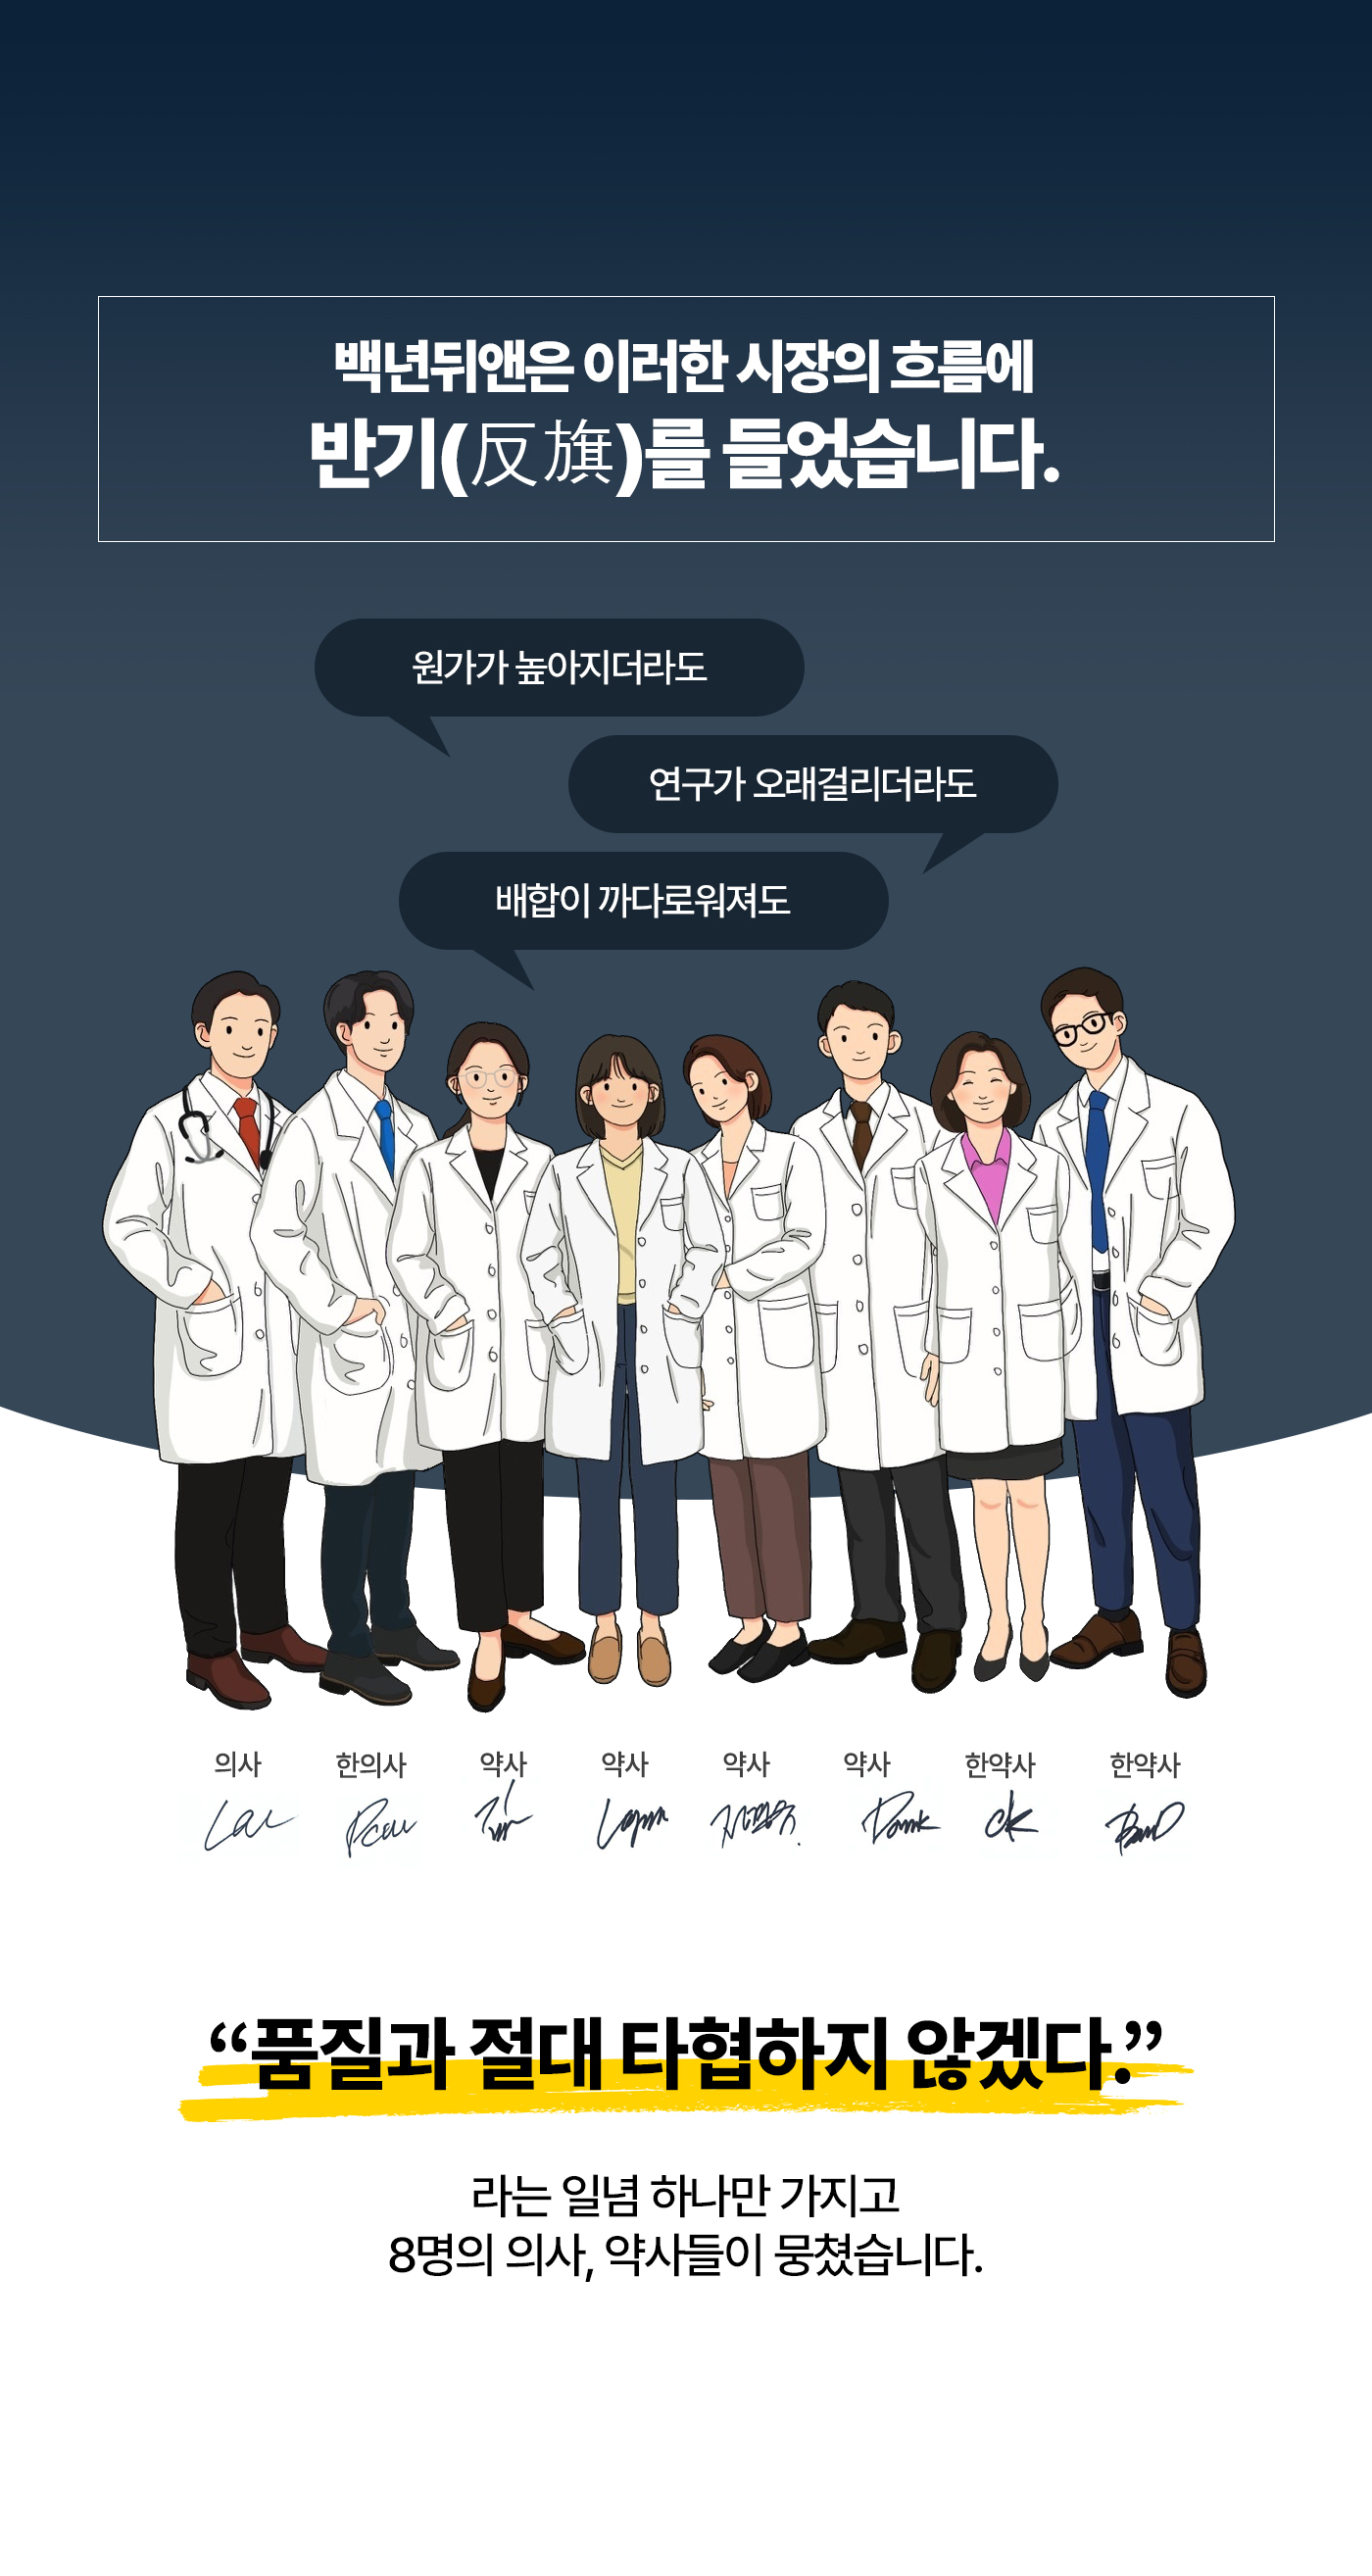 백년뒤앤은 이러한 시장의 흐름에
반기(反旗)를 들었습니다.
원가가 높아지더라도
연구가 오래걸리더라도
배합이 까다로워져도
의사 한의사 약사 약사 약사 약사 한약사 한약사
“품질과 절대 타협하지 않겠다.”
라는 일념 하나만 가지고
8명의 의사, 약사들이 뭉쳤습니다.